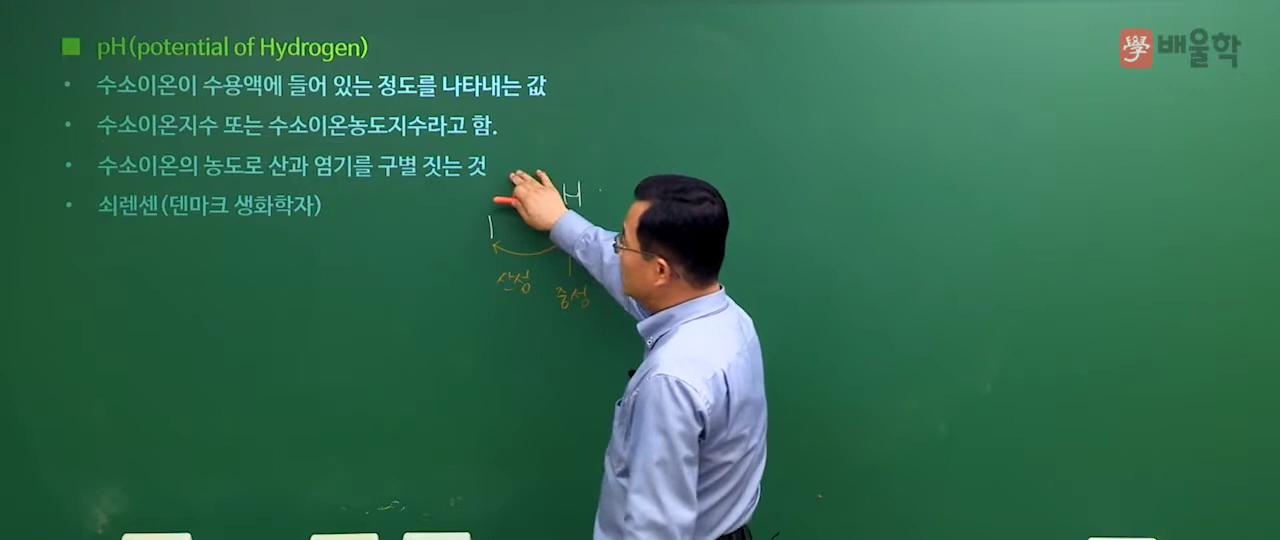 pH(potential of Hydrogen)
수소이온이 수용액에 들어 있는 정도를 나타내는 값
수소이온지수 또는 수소이온농도지수라고 함.
수소이온의 농도로 산과 염기를 구별 짓는 것
쇠렌센(덴마크 생화학자)
學 배울학
H
1
산성
중성